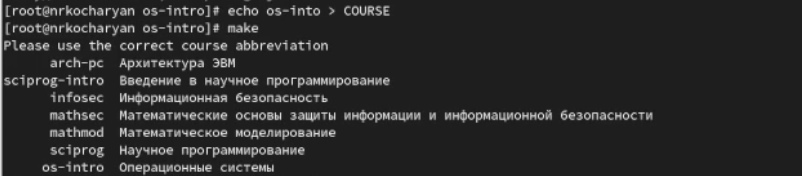 [root@nrkocharyan os-intro]# echo os-into > COURSE
[root@nrkocharyan os-intro]# make
Please use the correct course abbreviation
arch-pc Архитектура ЭВМ
sciprog-intro Введение в научное программирование
infosec Информационная безопасность
mathsec Математические основы защиты информации и информационной безопасности
mathmod Математическое моделирование
sciprog Научное программирование
os-intro Операционные системы